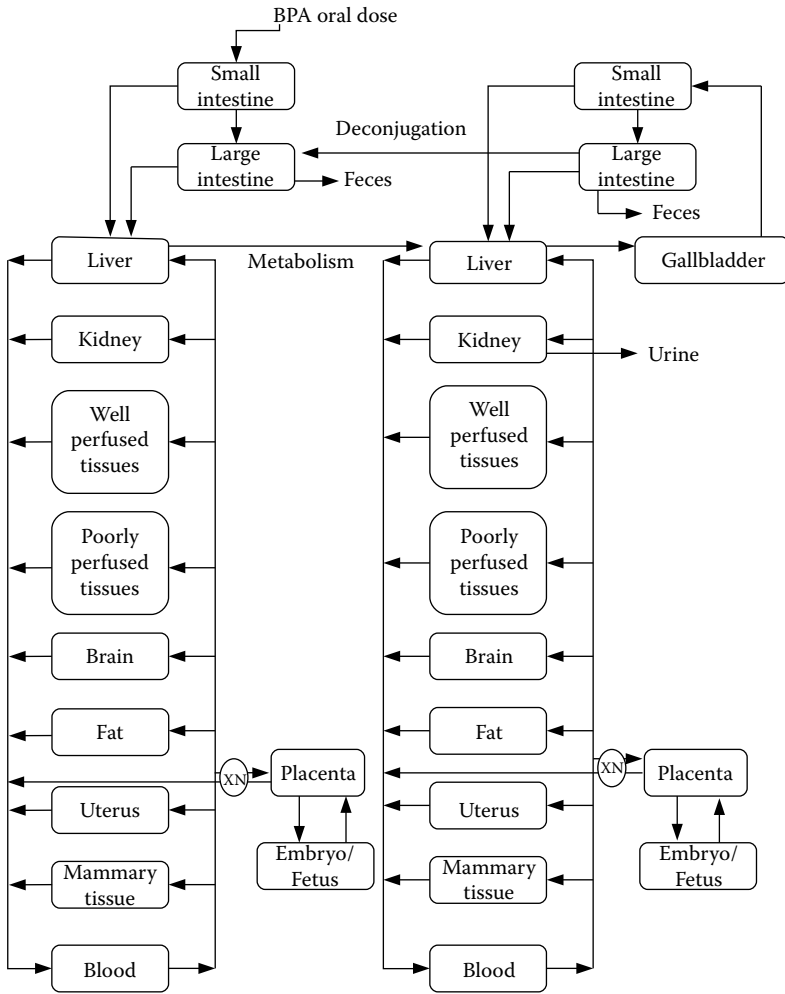 BPA oral dose
Small
intestine
Large
intestine
Feces
Deconjugation
Small
intestine
Large
intestine
Feces
Liver
Metabolism
Liver
Gallbladder
Kidney
Kidney
Urine
Well
perfused
tissues
Well
perfused
tissues
Poorly
perfused
tissues
Poorly
perfused
tissues
Brain
Brain
Fat
Fat
XN
Placenta
XN
Placenta
Uterus
Uterus
Embryo/
Fetus
Embryo/
Fetus
Mammary
tissue
Mammary
tissue
Blood
Blood